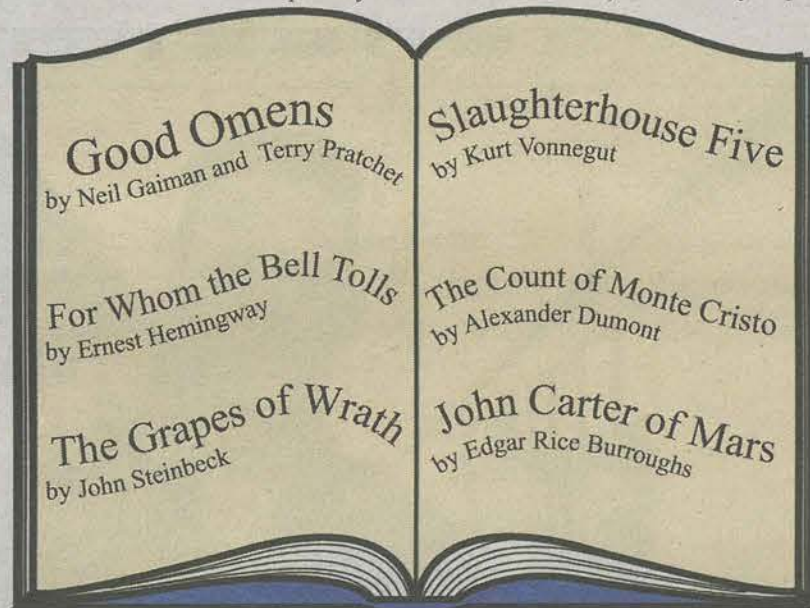 Good Omens
by Neil Gaiman and Terry Pratchet
For Whom the Bell Tolls
by Ernest Hemingway
The Grapes of Wrath
by John Steinbeck
Slaughterhouse Five
by Kurt Vonnegut
The Count of Monte Cristo
by Alexander Dumont
John Carter of Mars
by Edgar Rice Burroughs